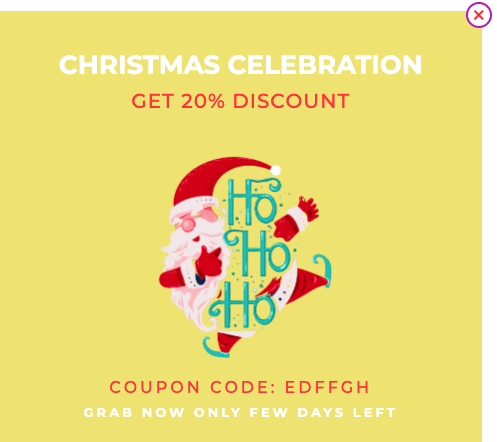 CHRISTMAS CELEBRATION
GET 20% DISCOUNT
Ho
Ho
Ho
COUPON CODE: EDFFGH
GRAB NOW ONLY FEW DAYS LEFT